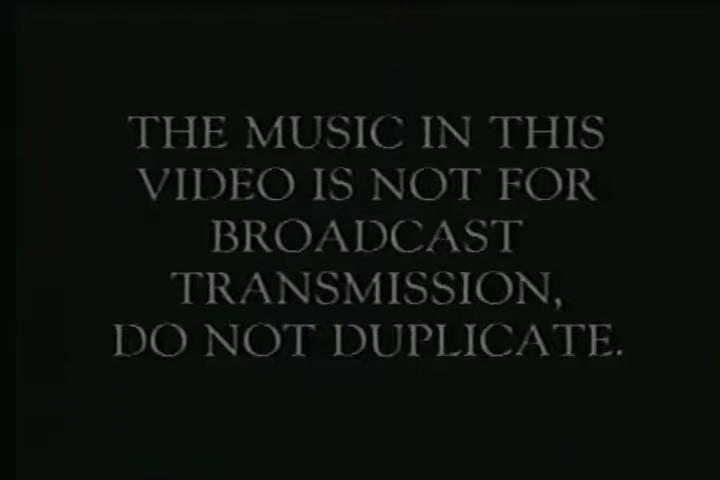 THE MUSIC IN THIS
VIDEO IS NOT FOR
BROADCAST
TRANSMISSION,
DO NOT DUPLICATE.